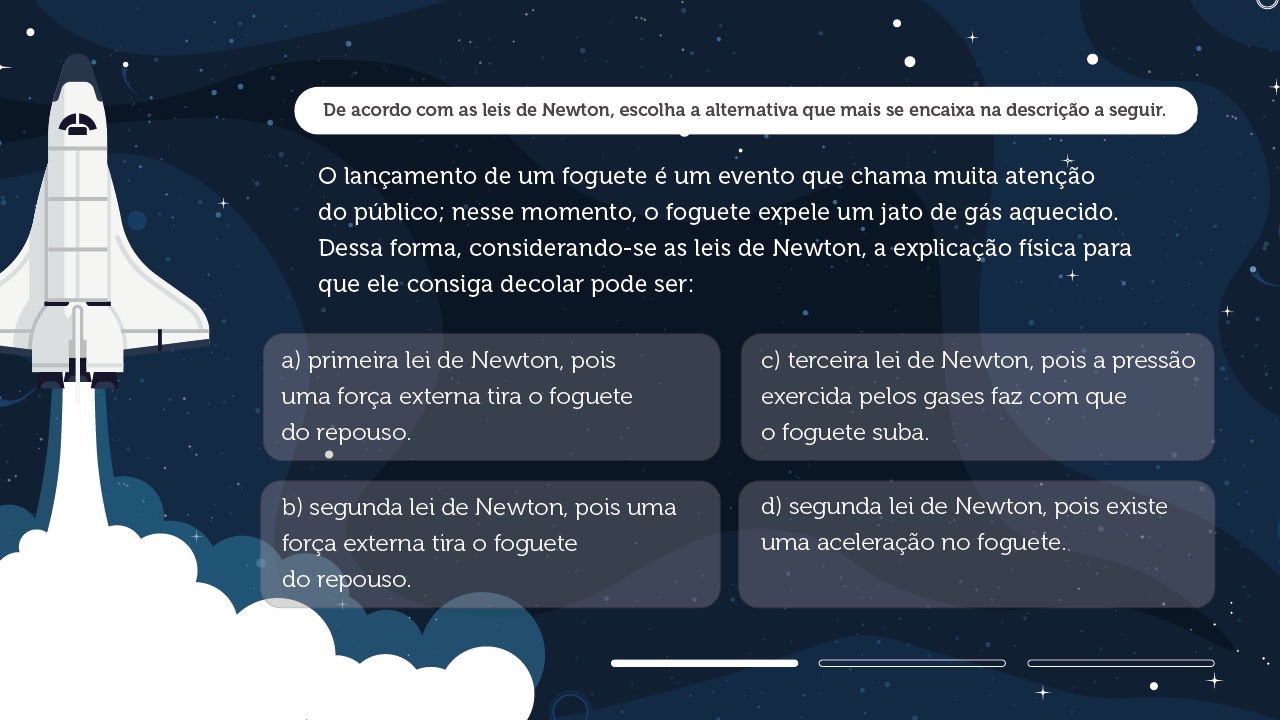 De acordo com as leis de Newton, escolha a alternativa que mais se encaixa na descrição a seguir.
O lançamento de um foguete é um evento que chama muita atenção
do público; nesse momento, o foguete expele um jato de gás aquecido.
Dessa forma, considerando-se as leis de Newton, a explicação física para
que ele consiga decolar pode ser:
a) primeira lei de Newton, pois
uma força externa tira o foguete
do repouso.
b) segunda lei de Newton, pois uma
força externa tira o foguete
do repouso.
c) terceira lei de Newton, pois a pressão
exercida pelos gases faz com que
o foguete suba.
d) segunda lei de Newton, pois existe
uma aceleração no foguete.